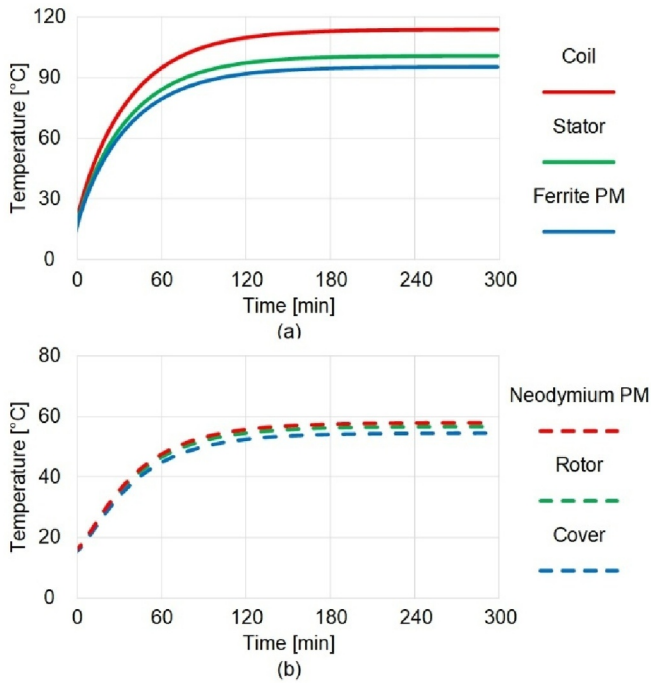 120
90
60
30
0
Temperature [°C]
0 60 120 180 240 300
Time [min]
(a)
Coil
Stator
Ferrite PM
80
60
40
20
0
Temperature [°C]
0 60 120 180 240 300
Time [min]
(b)
Neodymium PM
Rotor
Cover